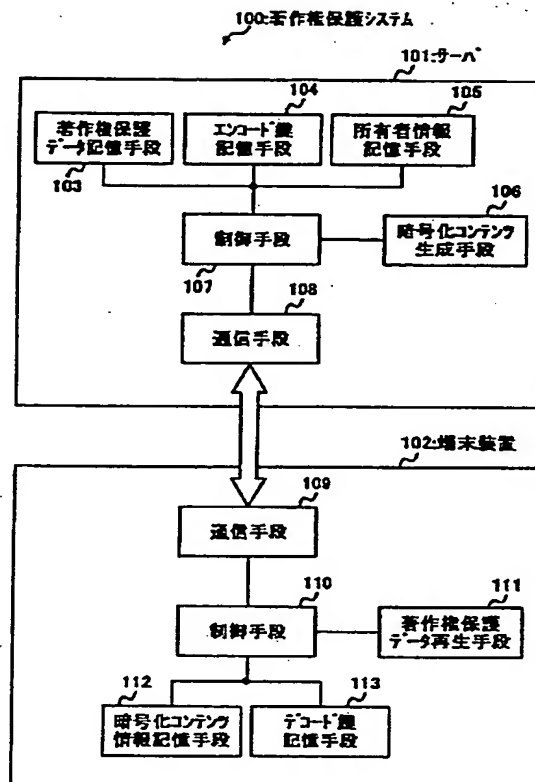 100:著作権保護システム
101:サーバ
104
105
著作権保護
データ記憶手段
エンコード鍵
記憶手段
所有者情報
記憶手段
103
106
制御手段
暗号化コンテンツ
生成手段
107
108
通信手段
102:端末装置
109
通信手段
110
111
制御手段
著作権保護
データ再生手段
112
113
暗号化コンテンツ
情報記憶手段
デコード鍵
記憶手段